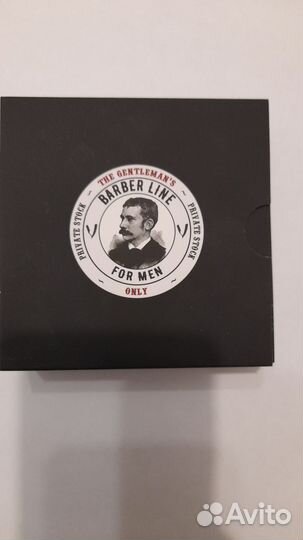 THE GENTLEMAN'S
BARBER LINE
PRIVATE STOCK
PRIVATE STOCK
FOR MEN
ONLY
Avito